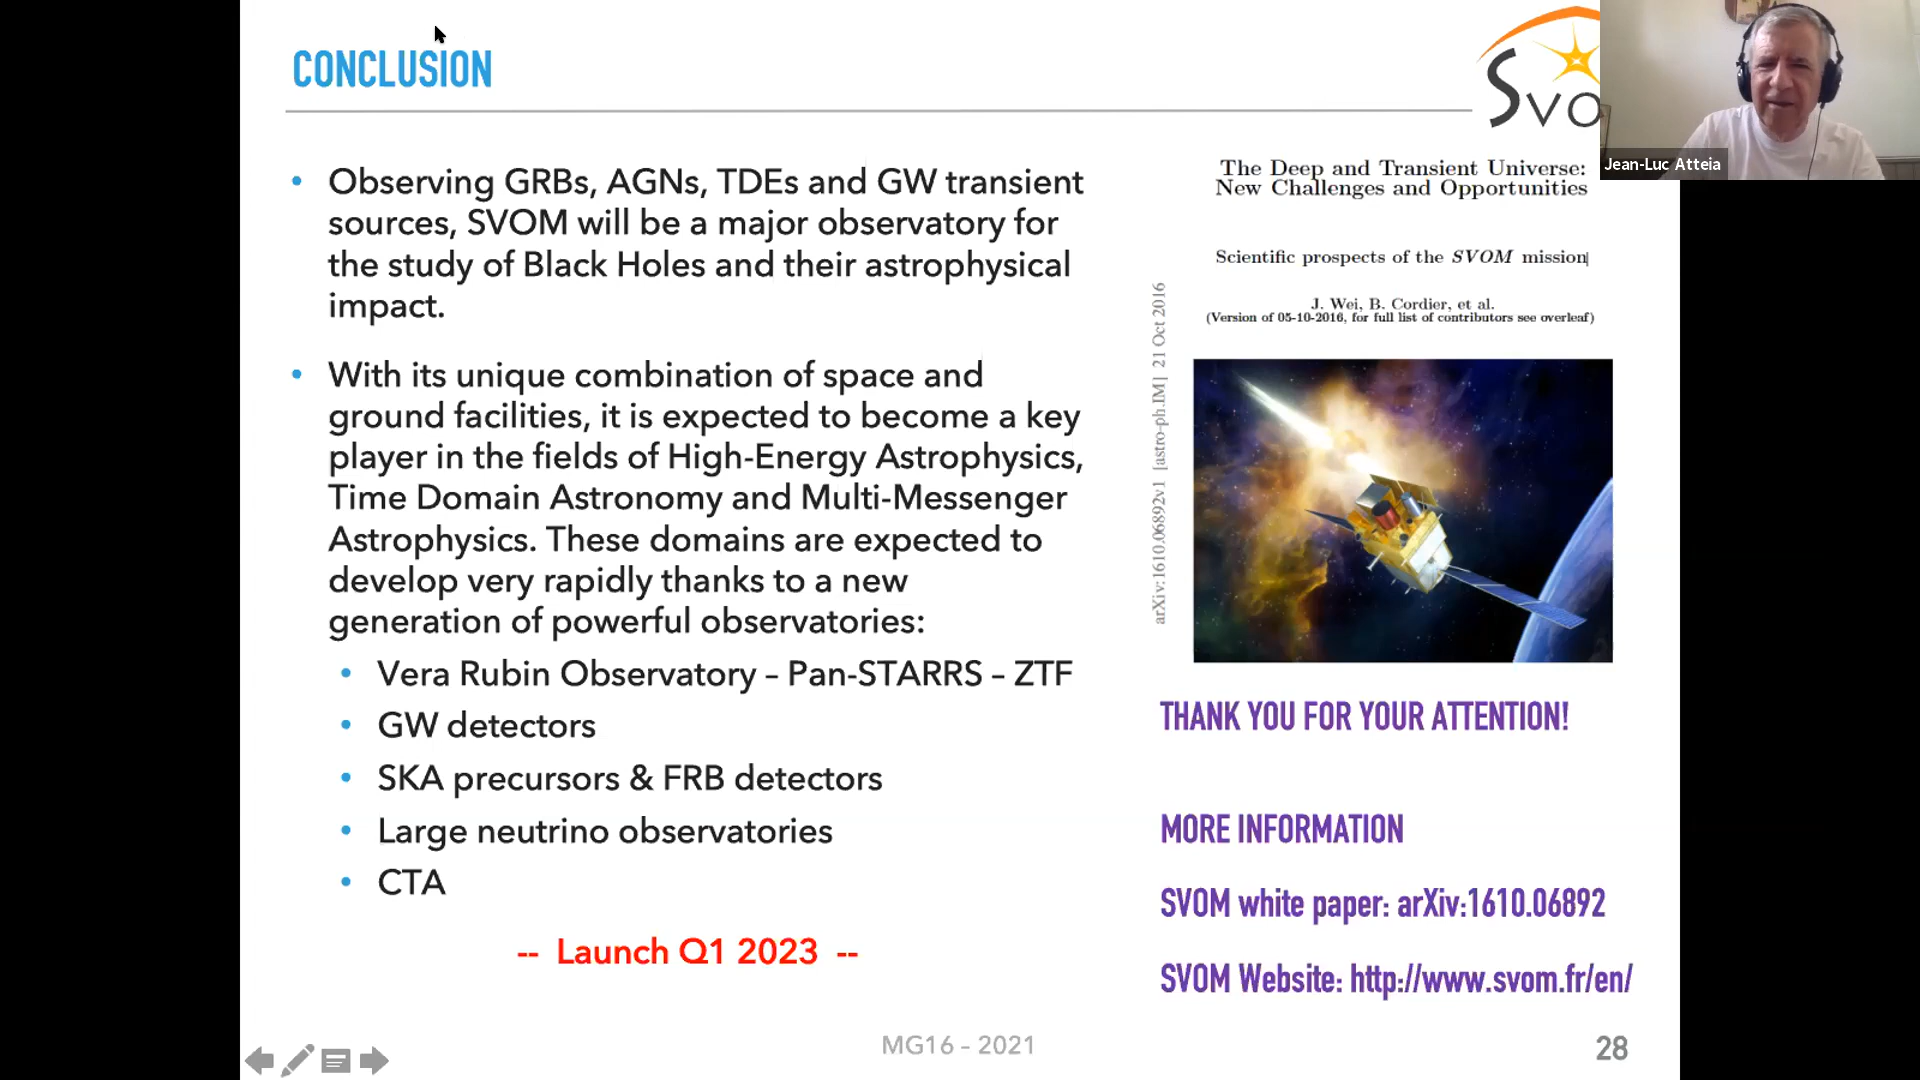 CONCLUSION
SVO
Jean-Luc Atteia
• Observing GRBs, AGNs, TDEs and GW transient
sources, SVOM will be a major observatory for
the study of Black Holes and their astrophysical
impact.
• With its unique combination of space and
ground facilities, it is expected to become a key
player in the fields of High-Energy Astrophysics,
Time Domain Astronomy and Multi-Messenger
Astrophysics. These domains are expected to
develop very rapidly thanks to a new
generation of powerful observatories:
• Vera Rubin Observatory – Pan-STARRS – ZTF
• GW detectors
• SKA precursors & FRB detectors
• Large neutrino observatories
• CTA
-- Launch Q1 2023 --
The Deep and Transient Universe:
New Challenges and Opportunities
Scientific prospects of the SVOM mission
J. Wei, B. Cordier, et al.
(Version of 05-10-2016, for full list of contributors see overleaf)
arXiv:1610.06892v1 [astro-ph.IM] 21 Oct 2016
THANK YOU FOR YOUR ATTENTION!
MORE INFORMATION
SVOM white paper: arXiv:1610.06892
SVOM Website: http://www.svom.fr/en/
MG16 – 2021
28